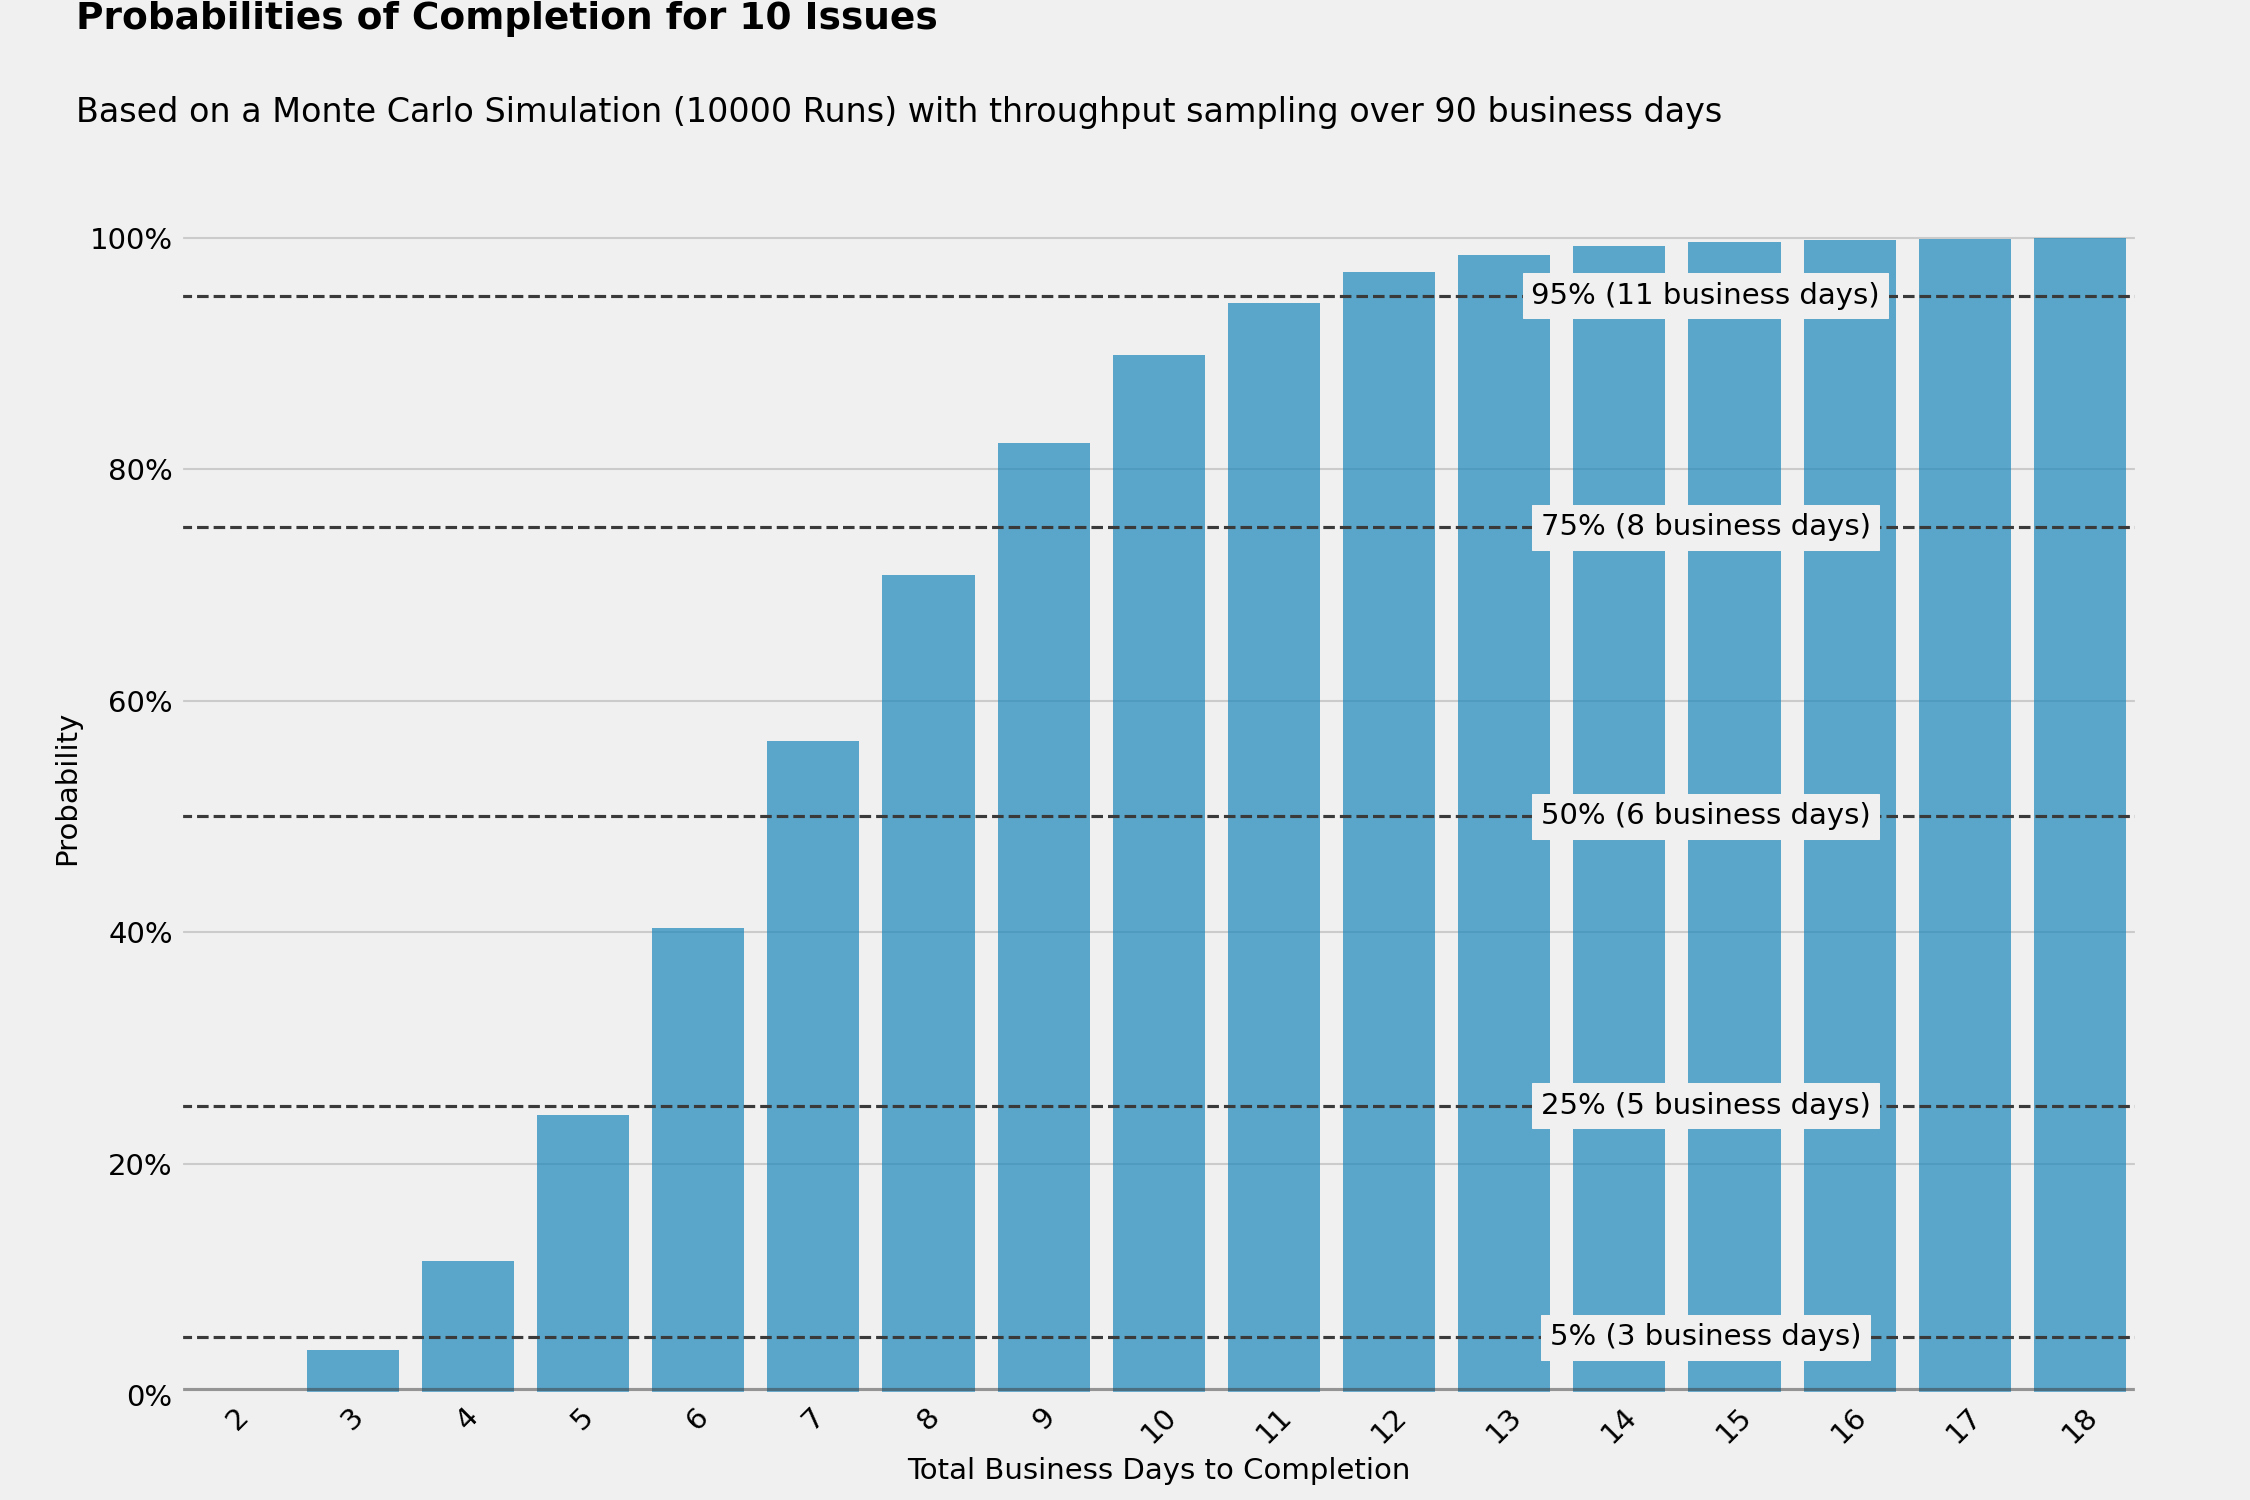 Probabilities of Completion for 10 Issues
Based on a Monte Carlo Simulation (10000 Runs) with throughput sampling over 90 business days
100%
80%
60%
40%
20%
0%
Probability
95% (11 business days)
75% (8 business days)
50% (6 business days)
25% (5 business days)
5% (3 business days)
2 3 4 5 6 7 8 9 10 11 12 13 14 15 16 17 18
Total Business Days to Completion